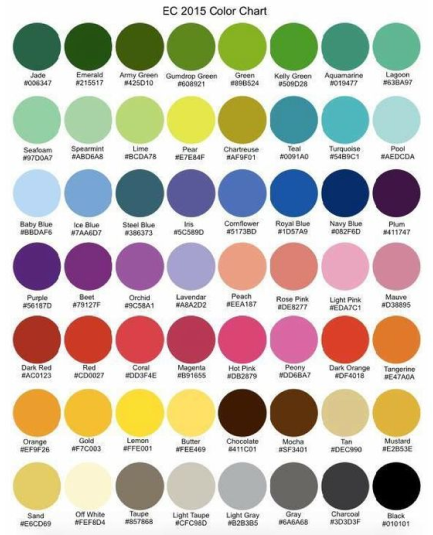 EC 2015 Color Chart
Jade Emerald Army Green Gumdrop Green Green Kelly Green Aquamarine Lagoon
#006347 #215517 #425D10 #608921 #89B524 #509D28 #019477 #63BA97
Seafoam Spearmint Lime Pear Chartreuse Teal Turquoise Pool
#97D0A7 #ABD6A8 #BCDA78 #E7E84F #AF9F01 #0091A0 #54B9C1 #AEDCDA
Baby Blue Ice Blue Steel Blue Iris Cornflower Royal Blue Navy Blue Plum
#BBDAF6 #7AA6D7 #386373 #5C589D #5173BD #1D57A9 #082F6D #411747
Purple Beet Orchid Lavendar Peach Rose Pink Light Pink Mauve
#56187D #79127F #9C58A1 #A8A2D2 #EEA187 #DE8277 #EDA7C1 #D38895
Dark Red Red Coral Magenta Hot Pink Peony Dark Orange Tangerine
#AC0123 #CD0027 #DD3F4E #B91655 #DB2879 #DD6BA7 #DF4018 #E47A0A
Orange Gold Lemon Butter Chocolate Mocha Tan Mustard
#EF9F26 #F7C003 #FFE001 #FEE469 #411C01 #5F3401 #DEC990 #E2B53E
Sand Off White Taupe Light Taupe Light Gray Gray Charcoal Black
#E6CD69 #FEF8D4 #857868 #CFC98D #B2B3B5 #6A6A68 #3D3D3F #010101